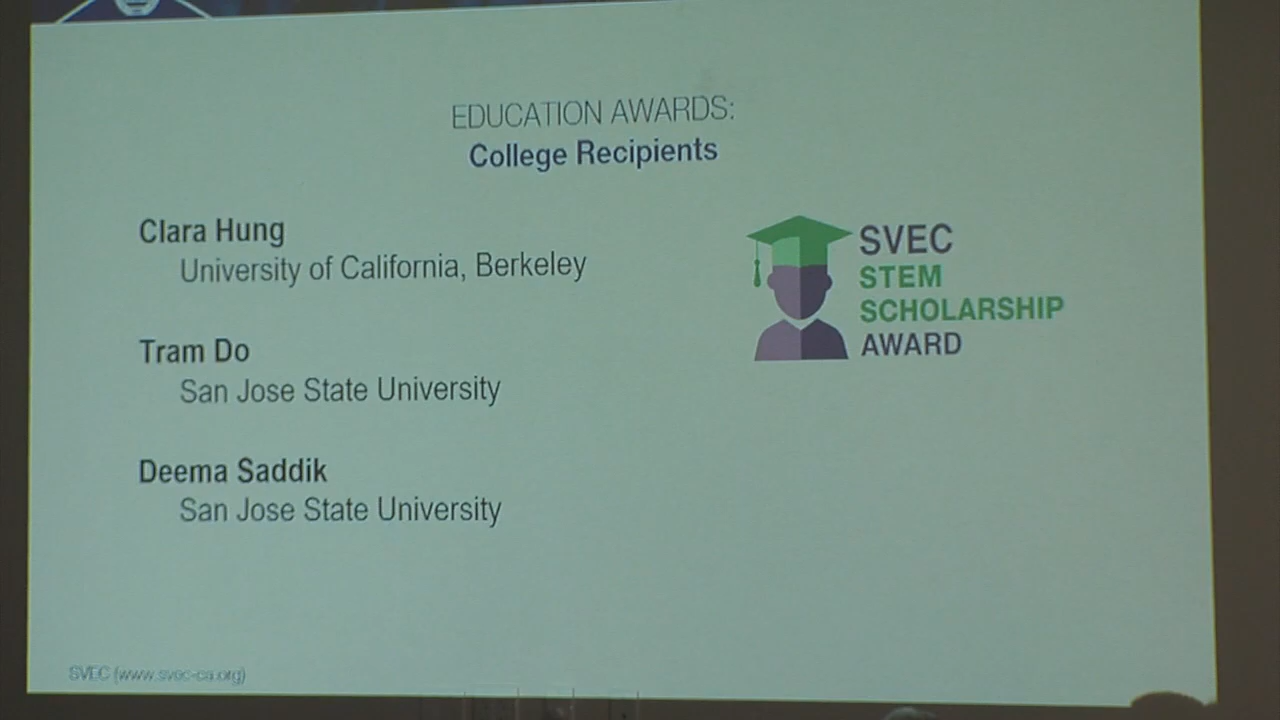 EDUCATION AWARDS:
College Recipients
Clara Hung
University of California, Berkeley
Tram Do
San Jose State University
Deema Saddik
San Jose State University
SVEC
STEM
SCHOLARSHIP
AWARD
SVEC (www.svec-ca.org)